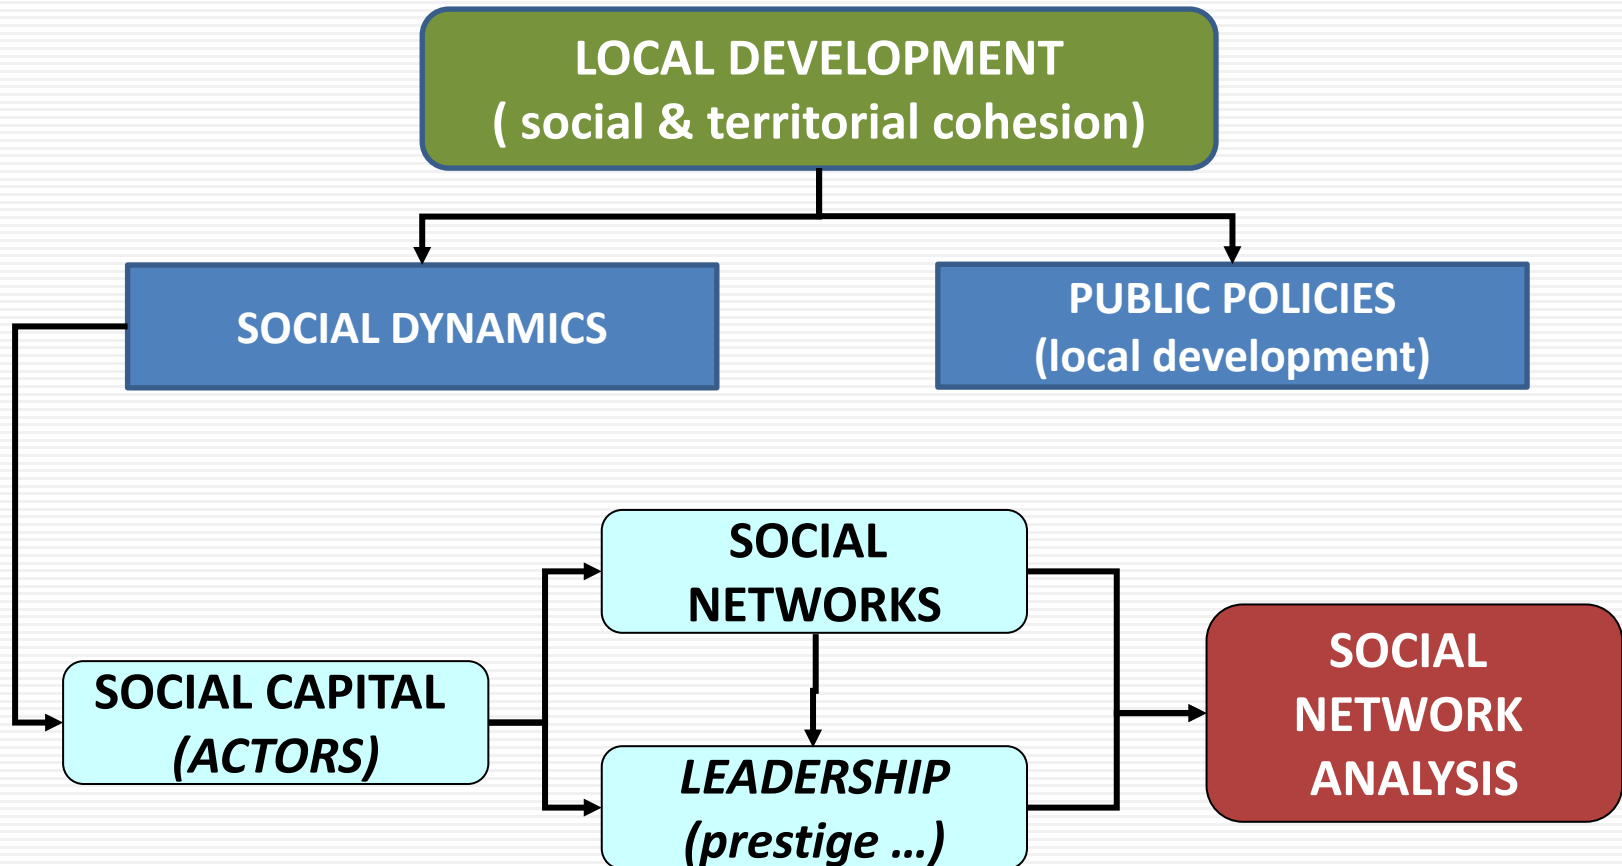 LOCAL DEVELOPMENT
( social & territorial cohesion)
SOCIAL DYNAMICS
PUBLIC POLICIES
(local development)
SOCIAL
NETWORKS
SOCIAL CAPITAL
(ACTORS)
LEADERSHIP
(prestige ...)
SOCIAL
NETWORK
ANALYSIS